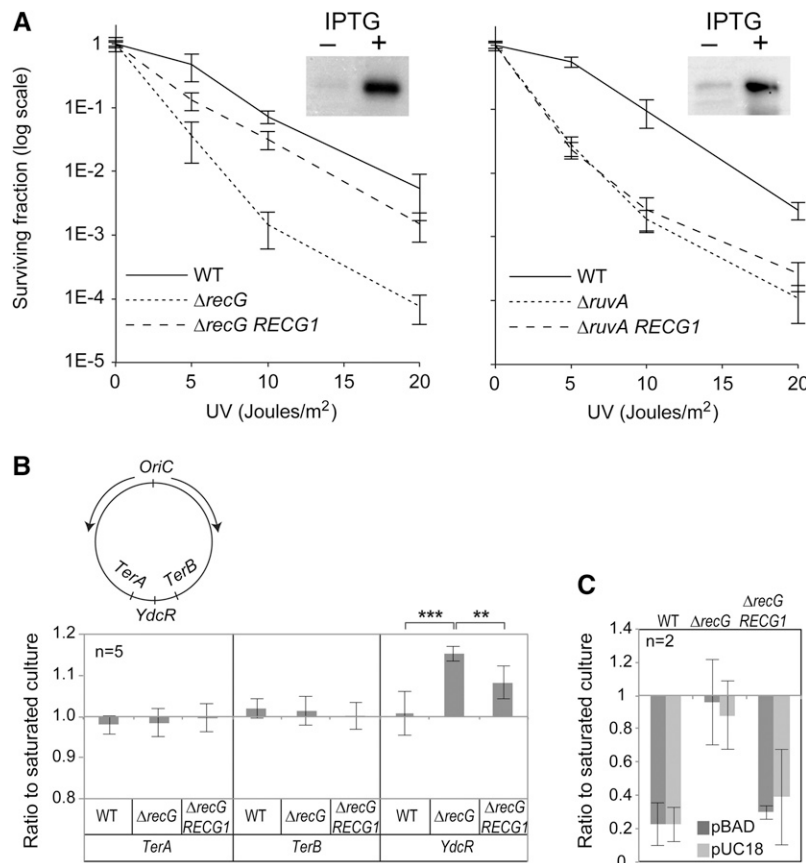 A
IPTG
– +
IPTG
– +
Surviving fraction (log scale)
1
1E-1
1E-2
1E-3
1E-4
1E-5
WT
ΔrecG
ΔrecG RECG1
0 5 10 20
UV (Joules/m²)
WT
ΔruvA
ΔruvA RECG1
0 5 10 20
UV (Joules/m²)
B
OriC
TerA
TerB
YdcR
Ratio to saturated culture
1.2
1.1
1.0
0.9
0.8
n=5
*** **
WT ΔrecG ΔrecG RECG1
WT ΔrecG ΔrecG RECG1
WT ΔrecG ΔrecG RECG1
TerA TerB YdcR
C
WT ΔrecG ΔrecG RECG1
Ratio to saturated culture
1.4
1.2
1
0.8
0.6
0.4
0.2
0
n=2
pBAD
pUC18